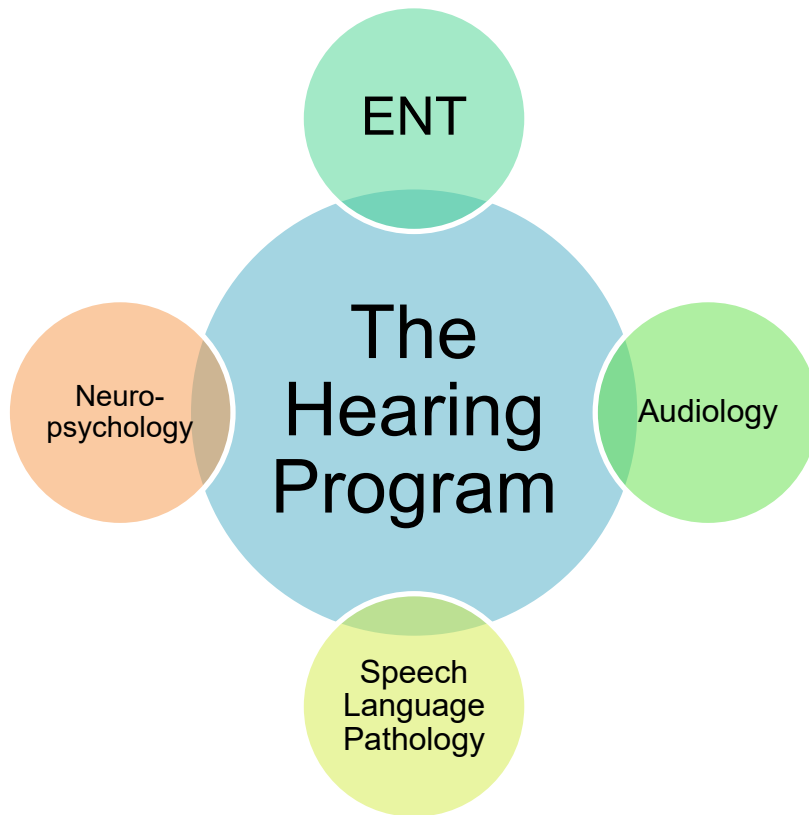 ENT
The
Hearing
Program
Neuro-
psychology
Audiology
Speech
Language
Pathology